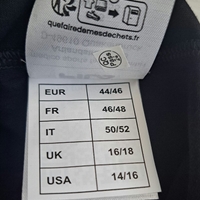 quefairedemesdechets.fr
EUR 44/46
FR 46/48
IT 50/52
UK 16/18
USA 14/16